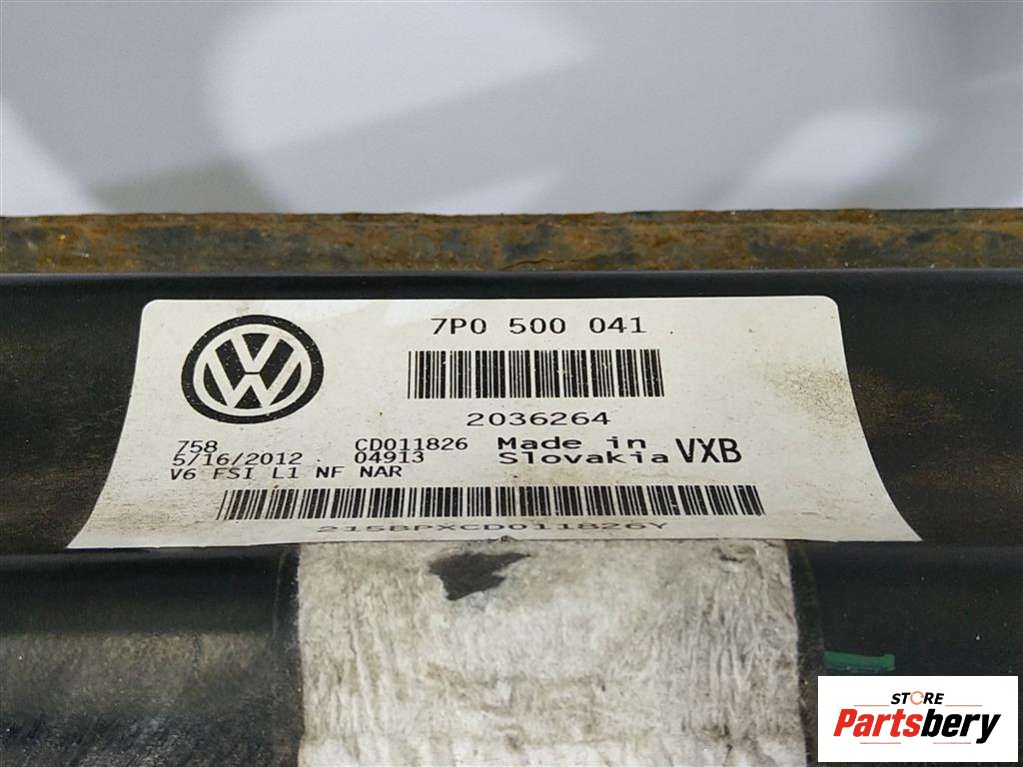 7P0 500 041
2036264
758 CD011826 Made in
5/16/2012 04913 Slovakia VXB
V6 FSI L1 NF NAR
215BPXCD011826Y
STORE
Partsbery